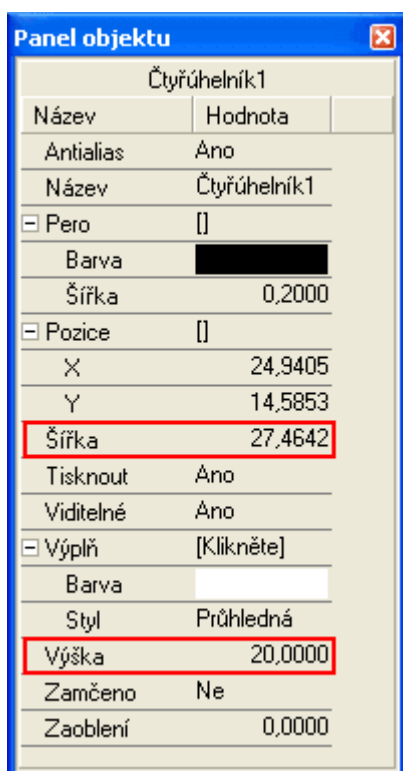 Panel objektu
Čtyřúhelník1
Název Hodnota
Antialias Ano
Název Čtyřúhelník1
Pero []
Barva
Šířka 0,2000
Pozice []
X 24,9405
Y 14,5853
Šířka 27,4642
Tisknout Ano
Viditelné Ano
Výplň [Klikněte]
Barva
Styl Průhledná
Výška 20,0000
Zamčeno Ne
Zaoblení 0,0000